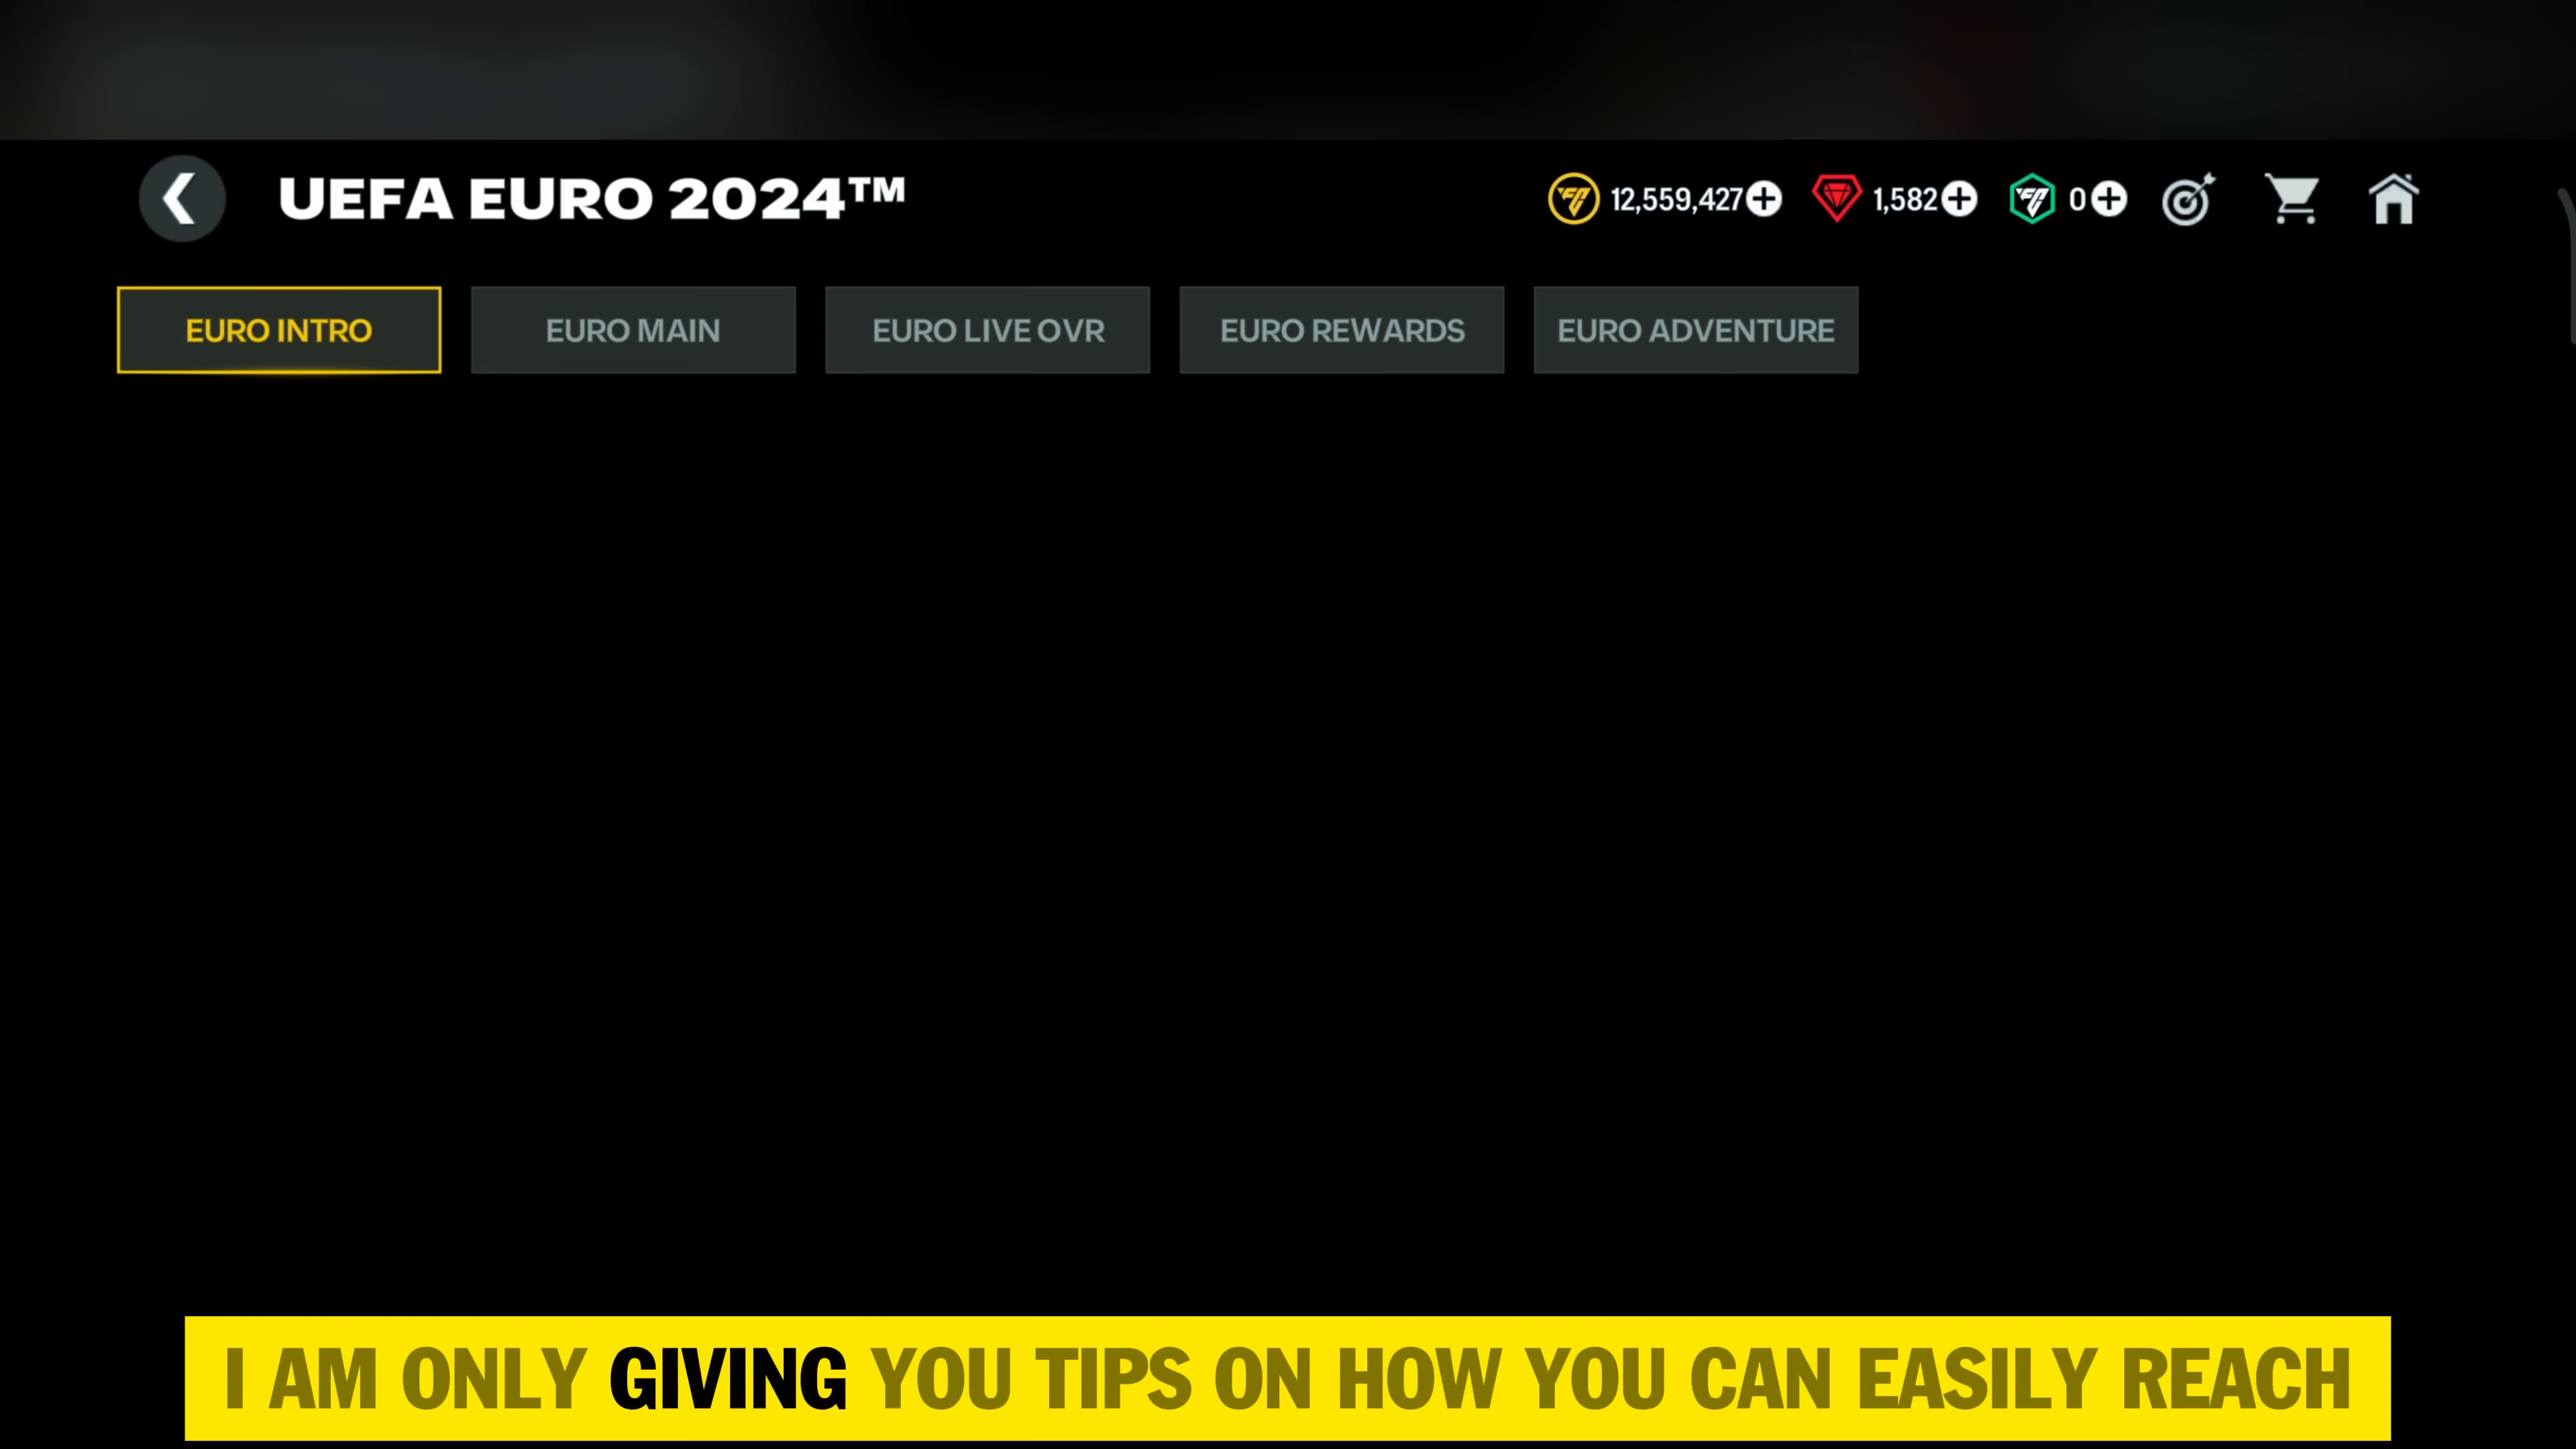 UEFA EURO 2024™
12,559,427
1,582
0
EURO INTRO
EURO MAIN
EURO LIVE OVR
EURO REWARDS
EURO ADVENTURE
I AM ONLY GIVING YOU TIPS ON HOW YOU CAN EASILY REACH